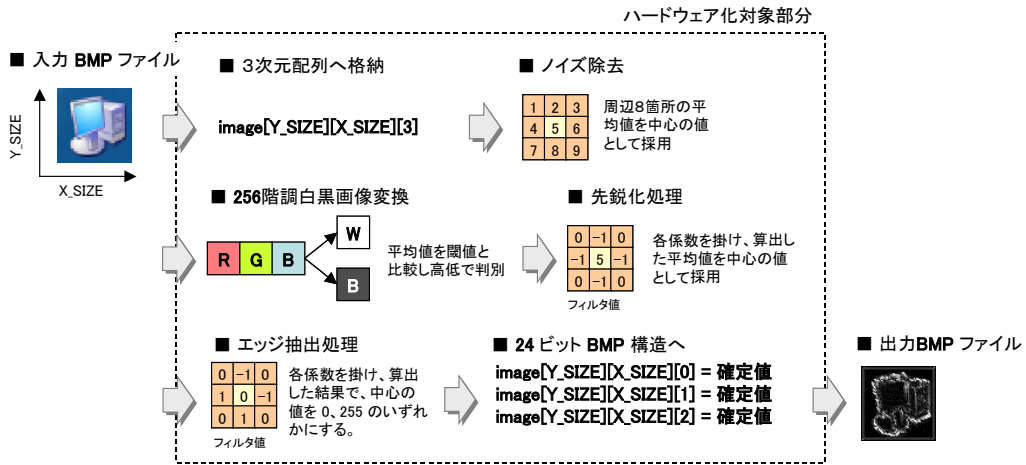 ハードウェア化対象部分
■ 入力 BMP ファイル
Y_SIZE
X_SIZE
■ 3次元配列へ格納
image[Y_SIZE][X_SIZE][3]
■ ノイズ除去
1 2 3
4 5 6
7 8 9
周辺8箇所の平
均値を中心の値
として採用
■ 256階調白黒画像変換
R G B
W
B
平均値を閾値と
比較し高低で判別
■ 先鋭化処理
0 -1 0
-1 5 -1
0 -1 0
フィルタ値
各係数を掛け、算出し
た平均値を中心の値
として採用
■ エッジ抽出処理
0 -1 0
1 0 -1
0 1 0
フィルタ値
各係数を掛け、算出
した結果で、中心の
値を 0、255 のいずれ
かにする。
■ 24 ビット BMP 構造へ
image[Y_SIZE][X_SIZE][0] = 確定値
image[Y_SIZE][X_SIZE][1] = 確定値
image[Y_SIZE][X_SIZE][2] = 確定値
■ 出力BMP ファイル